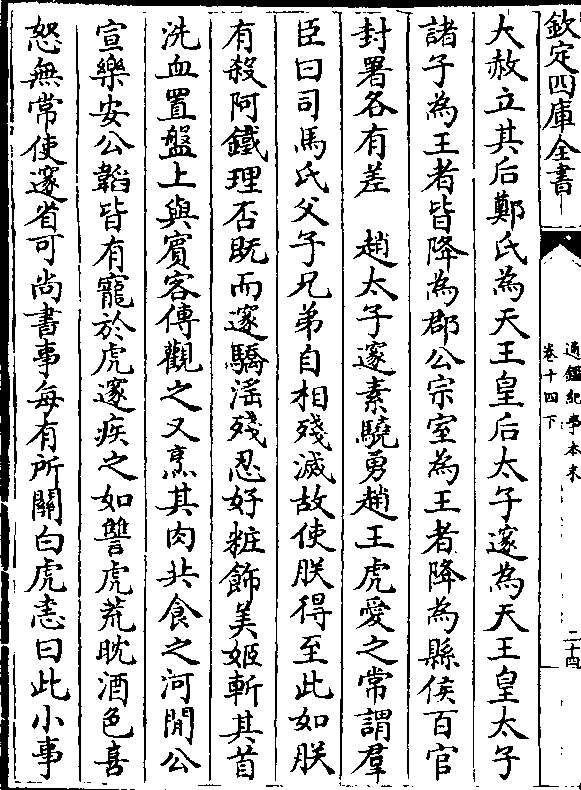 欽定四庫全書
通鑑紀事本末
卷十四下
二十四
大赦立其后鄭氏為天王皇后太子邃為天王皇太子
諸子為王者皆降為郡公宗室為王者降為縣侯百官
封署各有差　趙太子邃素驍勇趙王虎愛之常謂羣
臣曰司馬氏父子兄弟自相殘滅故使朕得至此如朕
有殺阿鐵理否既而邃驕淫殘忍好粧飾美姬斬其首
洗血置盤上與賓客傳觀之又烹其肉共食之河間公
宣樂安公韜皆有寵於虎邃疾之如讐虎荒耽酒色喜
怒無常使邃省可尚書事每有所關白虎恚曰此小事